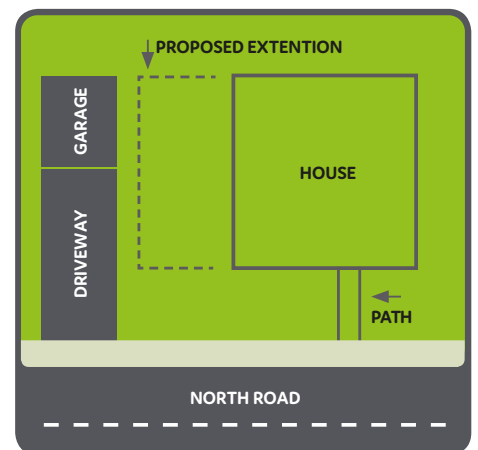 PROPOSED EXTENTION
GARAGE
HOUSE
DRIVEWAY
PATH
NORTH ROAD